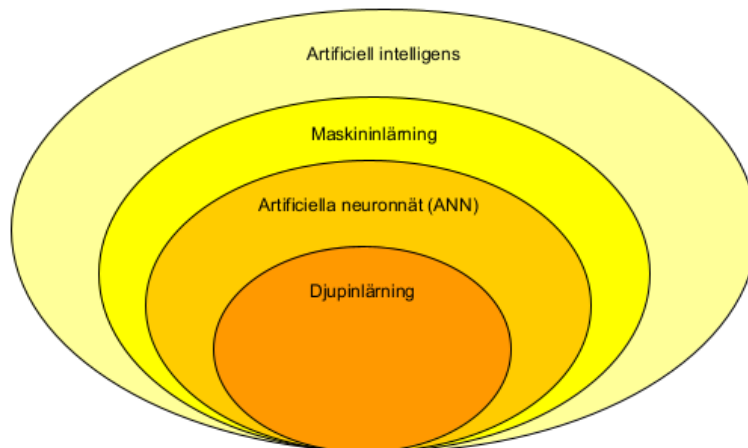 Artificiell intelligens
Maskininlärning
Artificiella neuronnät (ANN)
Djupinlärning